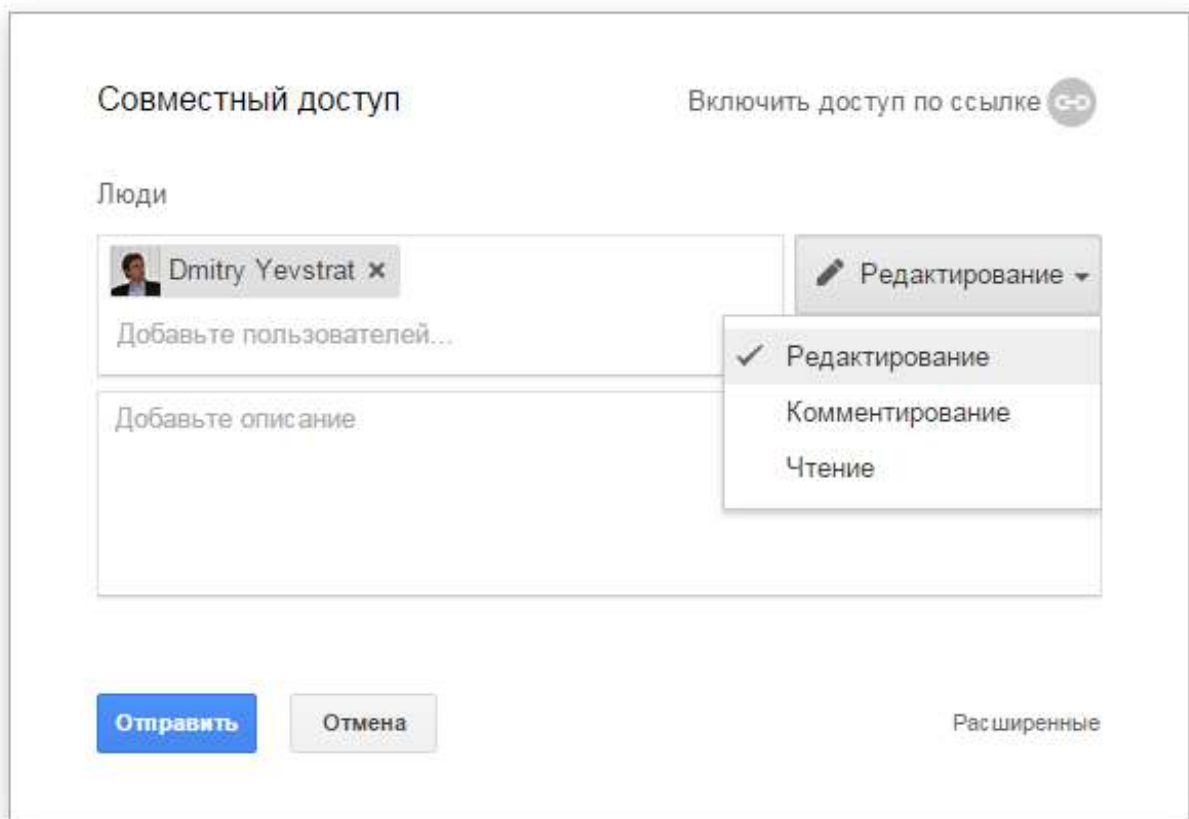 Совместный доступ
Включить доступ по ссылке
Люди
Dmitry Yevstrat
Редактирование
Добавьте пользователей...
Редактирование
Комментирование
Чтение
Добавьте описание
Отправить
Отмена
Расширенные